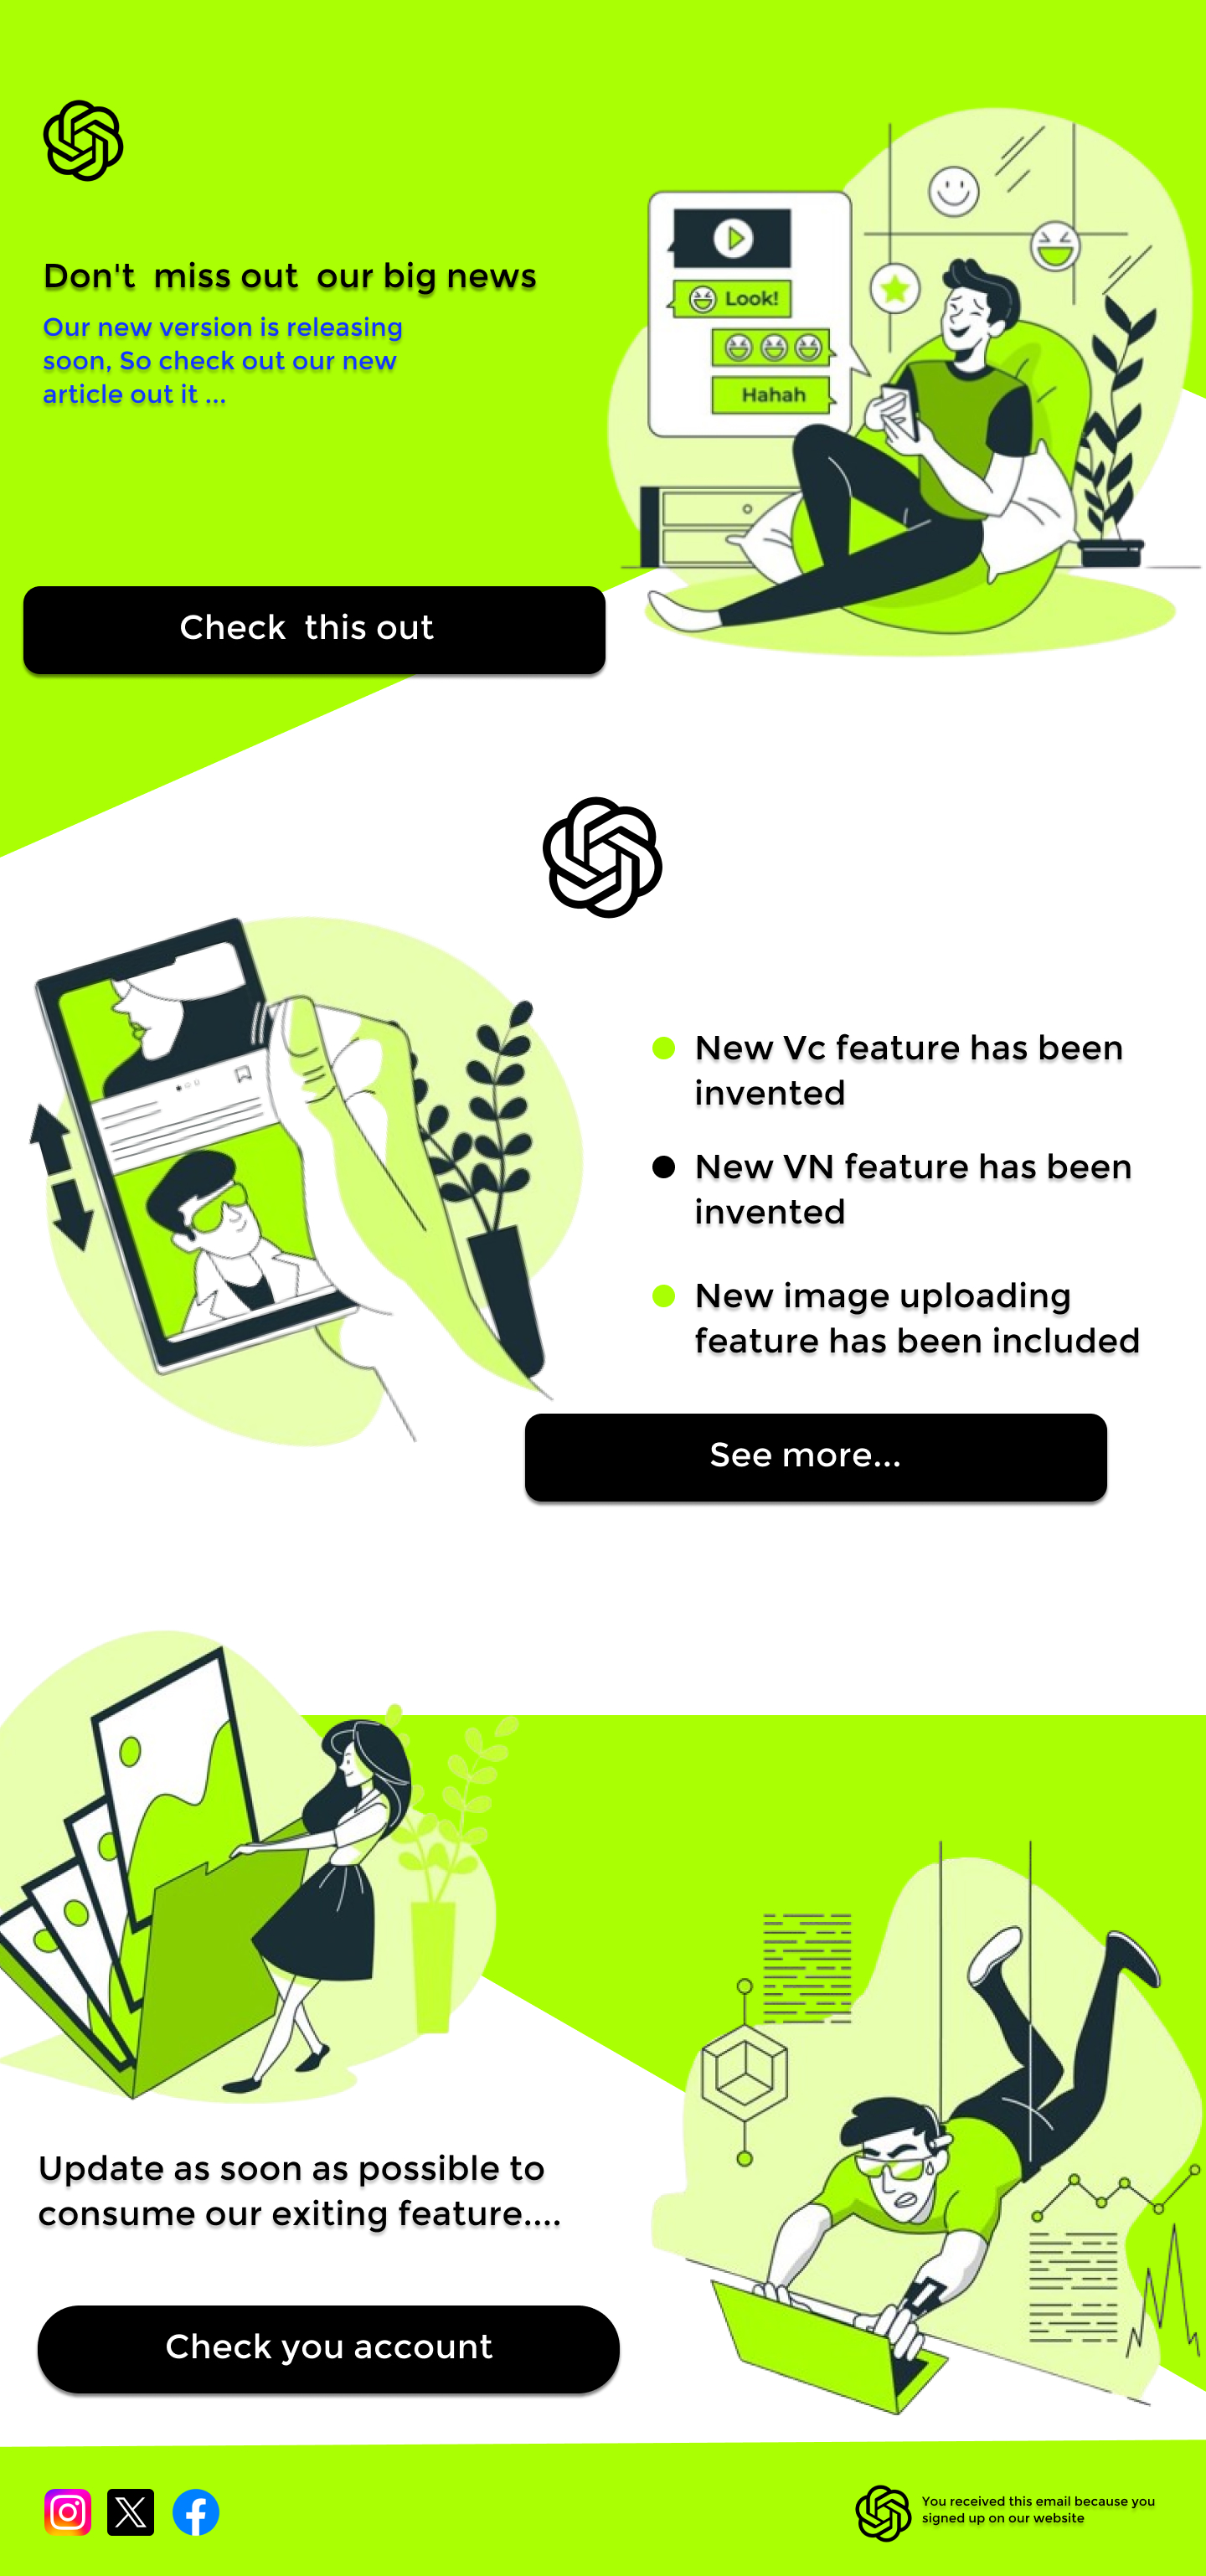 Don't miss out our big news
Our new version is releasing
soon, So check out our new
article out it ...
Look!
Hahah
Check this out
New Vc feature has been
invented
New VN feature has been
invented
New image uploading
feature has been included
See more...
Update as soon as possible to
consume our exiting feature....
Check you account
You received this email because you
signed up on our website